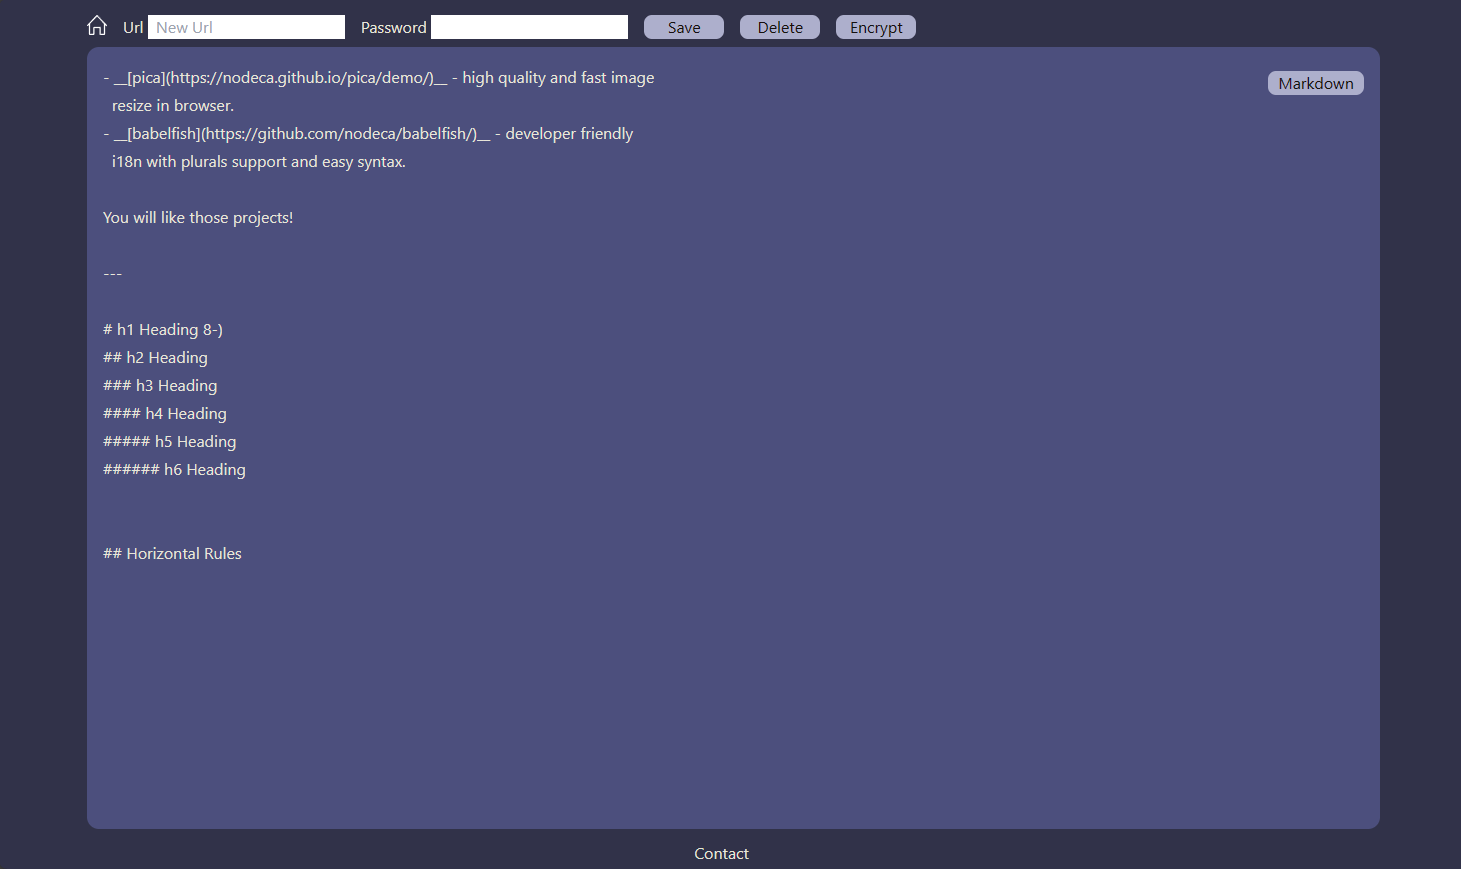 Url New Url Password Save Delete Encrypt
Markdown
- __[pica](https://nodeca.github.io/pica/demo/)__ - high quality and fast image
  resize in browser.
- __[babelfish](https://github.com/nodeca/babelfish/)__ - developer friendly
  i18n with plurals support and easy syntax.
You will like those projects!
---
# h1 Heading 8-)
## h2 Heading
### h3 Heading
#### h4 Heading
##### h5 Heading
###### h6 Heading
## Horizontal Rules
Contact